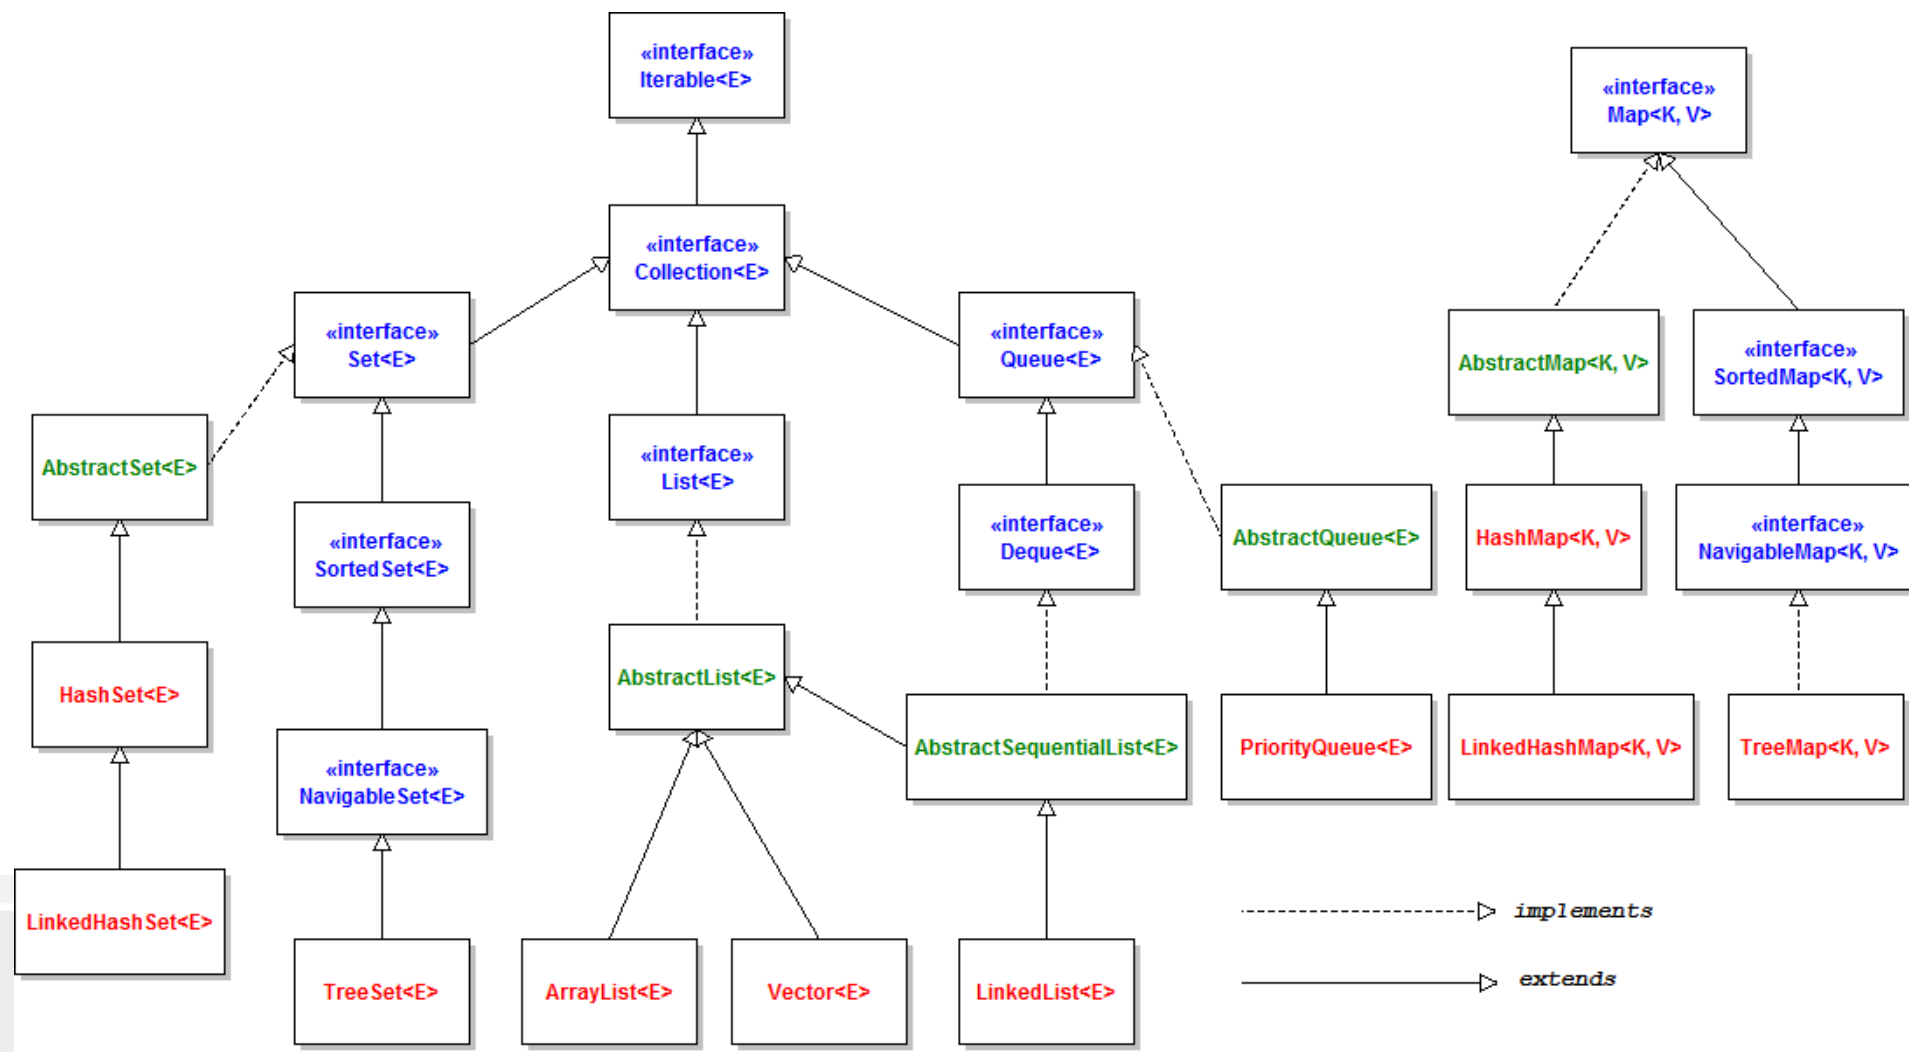 «interface»
Iterable<E>
«interface»
Map<K, V>
«interface»
Collection<E>
«interface»
Set<E>
«interface»
Queue<E>
AbstractMap<K, V>
«interface»
SortedMap<K, V>
AbstractSet<E>
«interface»
List<E>
«interface»
SortedSet<E>
«interface»
Deque<E>
AbstractQueue<E>
HashMap<K, V>
«interface»
NavigableMap<K, V>
HashSet<E>
AbstractList<E>
«interface»
NavigableSet<E>
AbstractSequentialList<E>
PriorityQueue<E>
LinkedHashMap<K, V>
TreeMap<K, V>
LinkedHashSet<E>
TreeSet<E>
ArrayList<E>
Vector<E>
LinkedList<E>
implements
extends